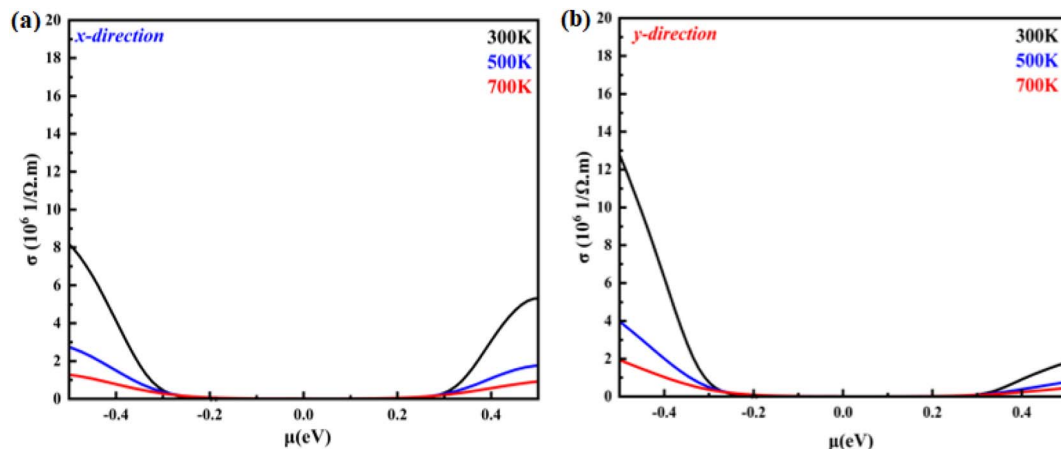 (a)
x-direction
300K
500K
700K
20
18
16
14
12
10
8
6
4
2
0
σ (10⁶ 1/Ω.m)
-0.4
-0.2
0.0
0.2
0.4
μ(eV)
(b)
y-direction
300K
500K
700K
20
18
16
14
12
10
8
6
4
2
0
σ (10⁶ 1/Ω.m)
-0.4
-0.2
0.0
0.2
0.4
μ(eV)